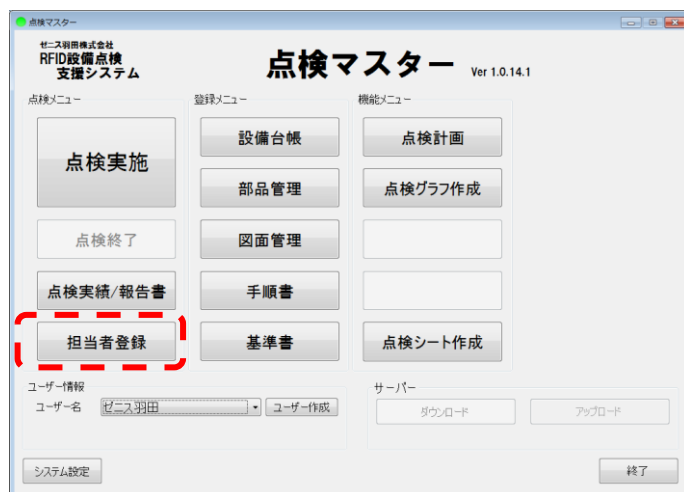 点検マスター
ゼニス羽田株式会社
RFID設備点検
支援システム
点検マスター Ver 1.0.14.1
点検メニュー
登録メニュー
機能メニュー
点検実施
設備台帳
点検計画
部品管理
点検グラフ作成
点検終了
図面管理
点検実績/報告書
手順書
担当者登録
基準書
点検シート作成
ユーザー情報
サーバー
ユーザー名 ゼニス羽田 ユーザー作成
ダウンロード
アップロード
システム設定
終了